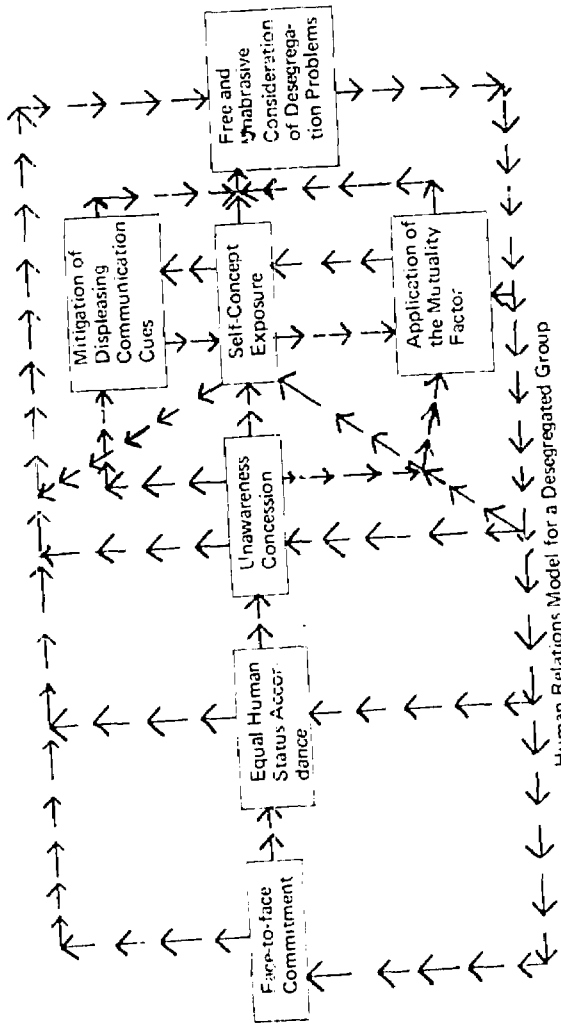 Face-to-face
Commitment
Equal Human
Status Accor
dance
Unawareness
Concession
Mitigation of
Displeasing
Communication
Cues
Self-Concept
Exposure
Application of
the Mutuality
Factor
Free and
Unabrasive
Consideration
of Desegrega-
tion Problems
Human Relations Model for a Desegregated Group